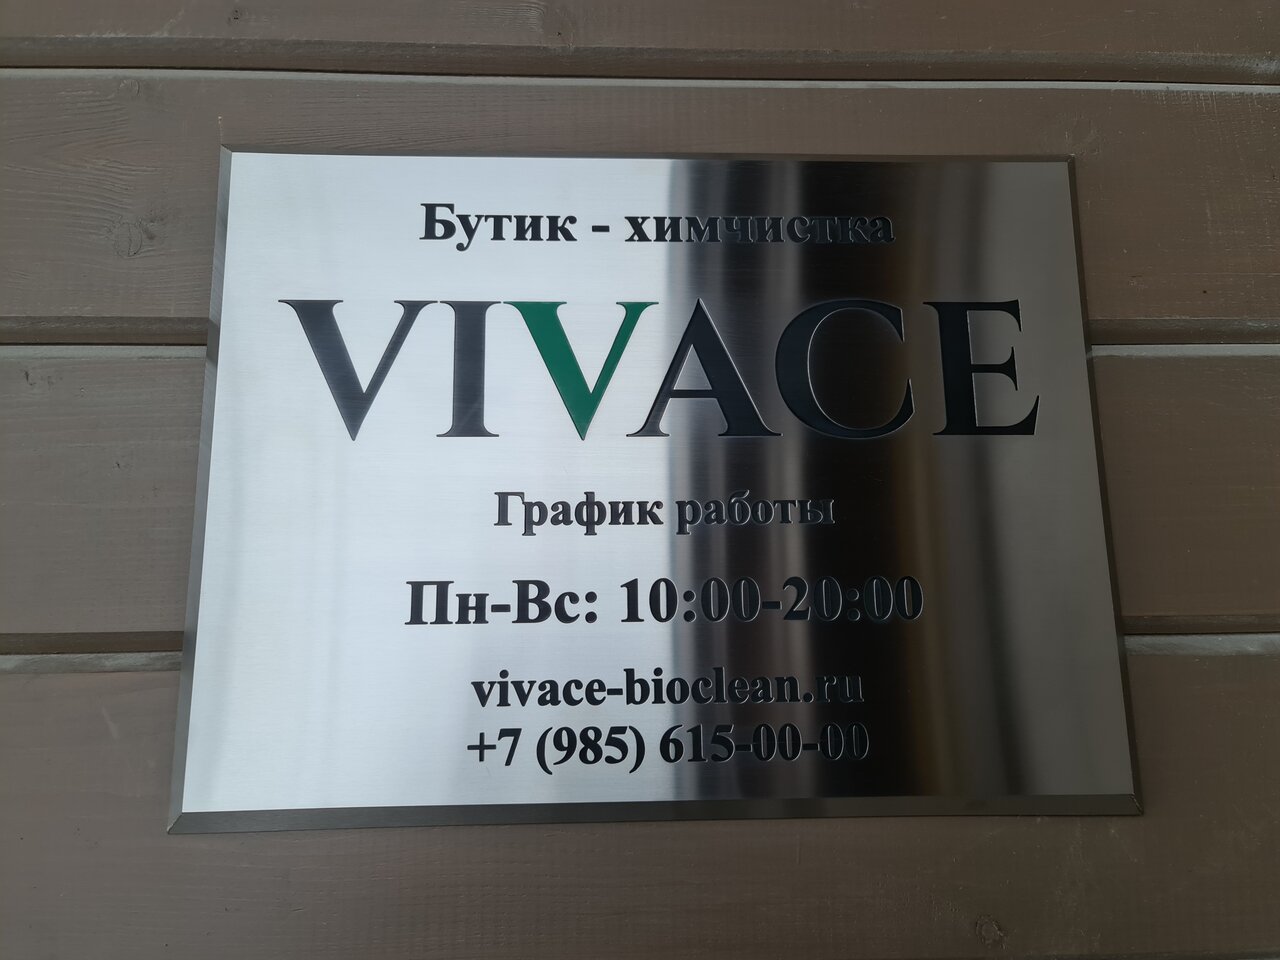 Бутик - химчистка
VIVACE
График работы
Пн-Вс: 10:00-20:00
vivace-bioclean.ru
+7 (985) 615-00-00